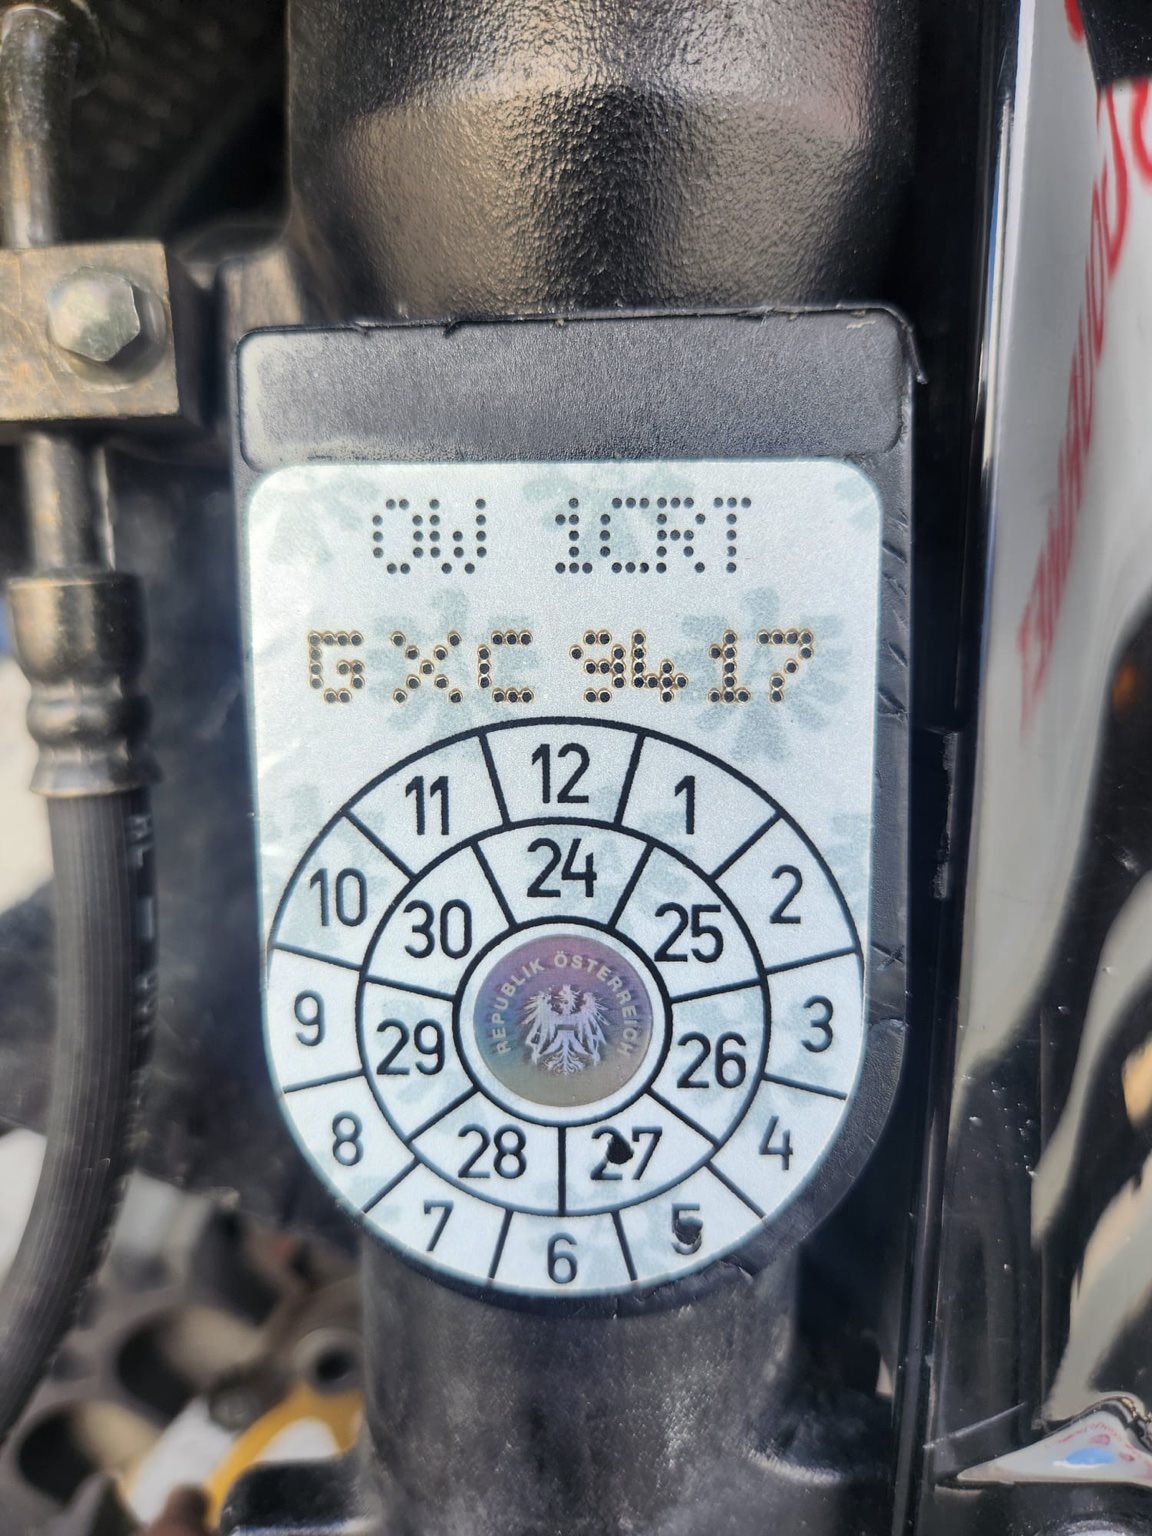 OW 1CRT
GXC 9417
12
11 1
24
10 30 25 2
REPUBLIK ÖSTERREICH
9 29 26 3
8 28 27 4
7 6 5